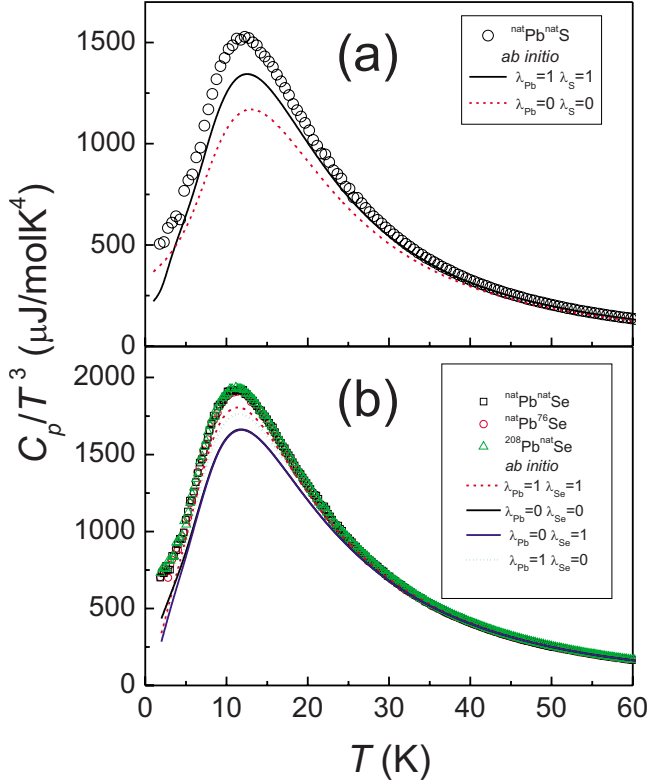 (a)
natPbnatS
ab initio
λPb=1 λS=1
λPb=0 λS=0
1500
1000
500
0
Cp/T3 (μJ/molK4)
(b)
natPbnatSe
natPb76Se
208PbnatSe
ab initio
λPb=1 λSe=1
λPb=0 λSe=0
λPb=0 λSe=1
λPb=1 λSe=0
2000
1500
1000
500
0
0 10 20 30 40 50 60
T (K)